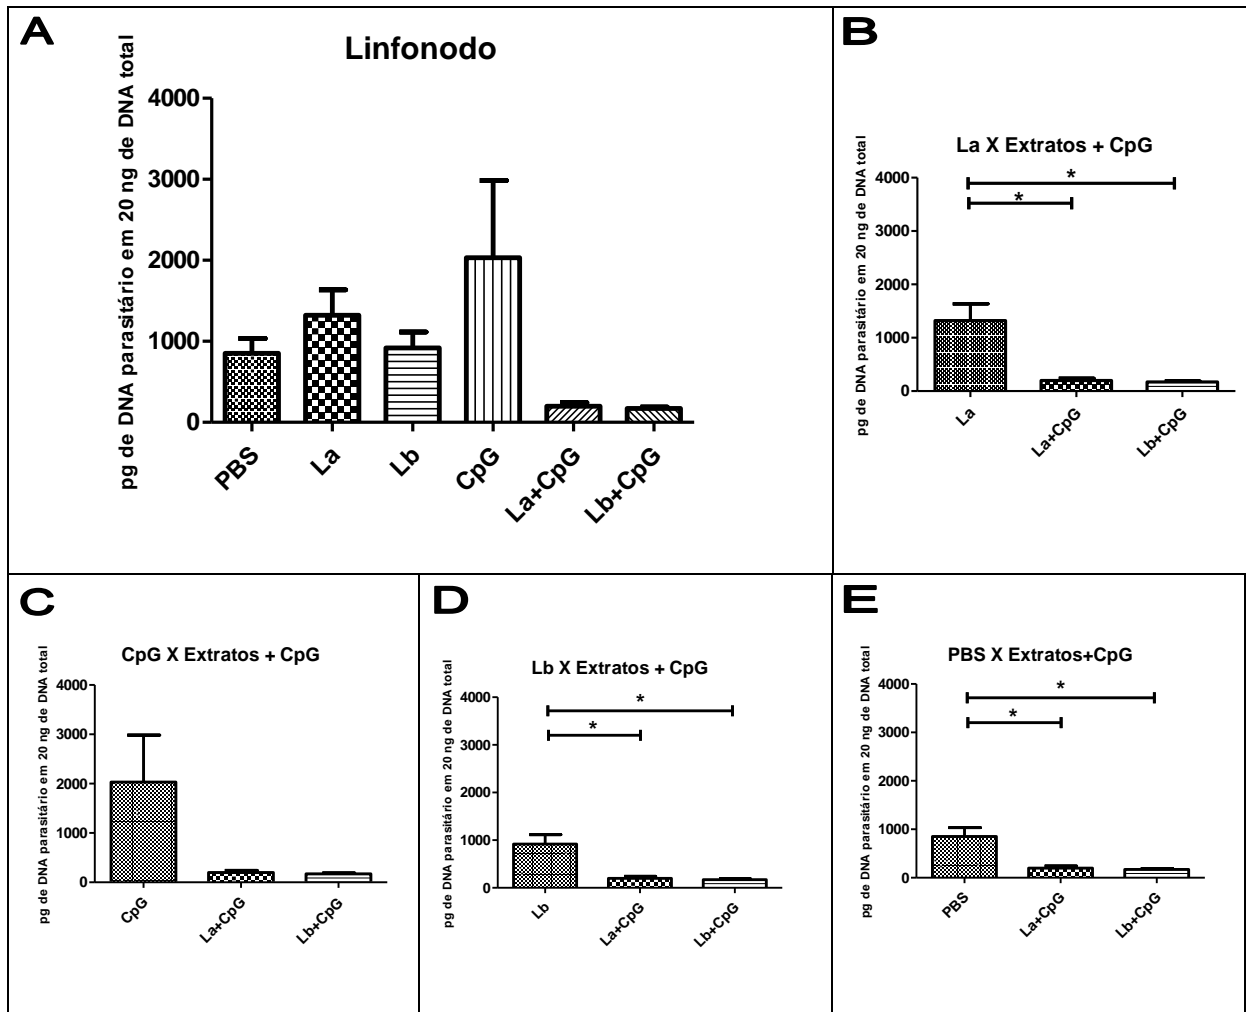 A
Linfonodo
pg de DNA parasitário em 20 ng de DNA total
4000
3000
2000
1000
0
PBS
La
Lb
CpG
La+CpG
Lb+CpG
B
La X Extratos + CpG
pg de DNA parasitário em 20 ng de DNA total
4000
3000
2000
1000
0
*
*
La
La+CpG
Lb+CpG
C
CpG X Extratos + CpG
pg de DNA parasitário em 20 ng de DNA total
4000
3000
2000
1000
0
CpG
La+CpG
Lb+CpG
D
Lb X Extratos + CpG
pg de DNA parasitário em 20 ng de DNA total
4000
3000
2000
1000
0
*
*
Lb
La+CpG
Lb+CpG
E
PBS X Extratos+CpG
pg de DNA parasitário em 20 ng de DNA total
4000
3000
2000
1000
0
*
*
PBS
La+CpG
Lb+CpG